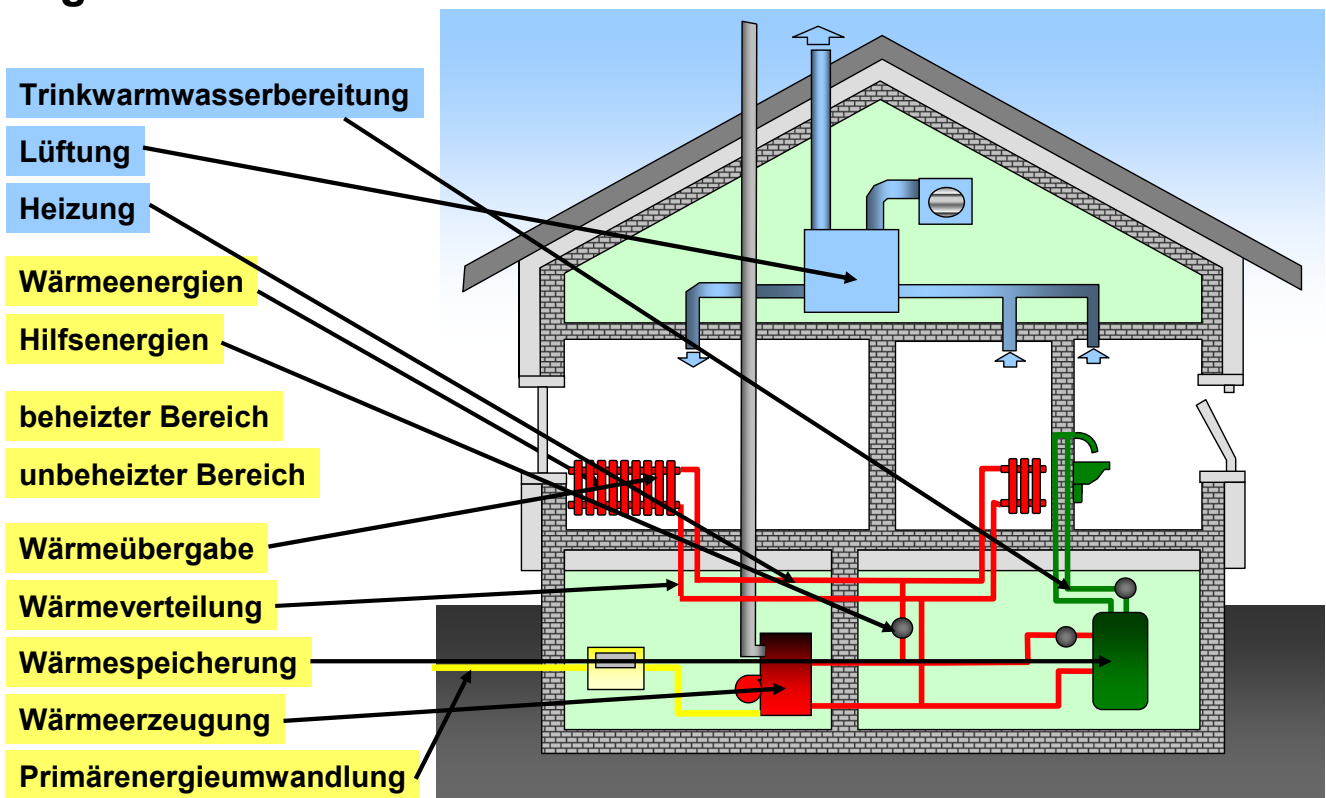 Trinkwarmwasserbereitung
Lüftung
Heizung
Wärmeenergien
Hilfsenergien
beheizter Bereich
unbeheizter Bereich
Wärmeübergabe
Wärmeverteilung
Wärmespeicherung
Wärmeerzeugung
Primärenergieumwandlung